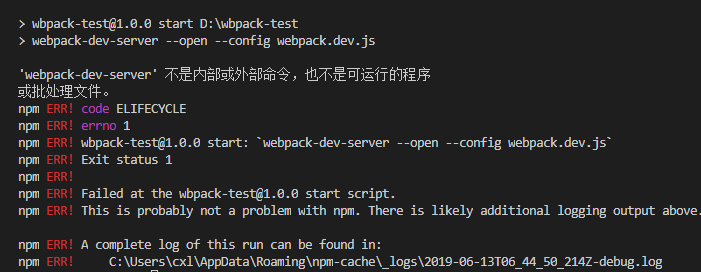 > wbpack-test@1.0.0 start D:\wbpack-test
> webpack-dev-server --open --config webpack.dev.js
'webpack-dev-server' 不是内部或外部命令，也不是可运行的程序
或批处理文件。
npm ERR! code ELIFECYCLE
npm ERR! errno 1
npm ERR! wbpack-test@1.0.0 start: `webpack-dev-server --open --config webpack.dev.js`
npm ERR! Exit status 1
npm ERR!
npm ERR! Failed at the wbpack-test@1.0.0 start script.
npm ERR! This is probably not a problem with npm. There is likely additional logging output above.
npm ERR! A complete log of this run can be found in:
npm ERR!     C:\Users\cxl\AppData\Roaming\npm-cache\_logs\2019-06-13T06_44_50_214Z-debug.log